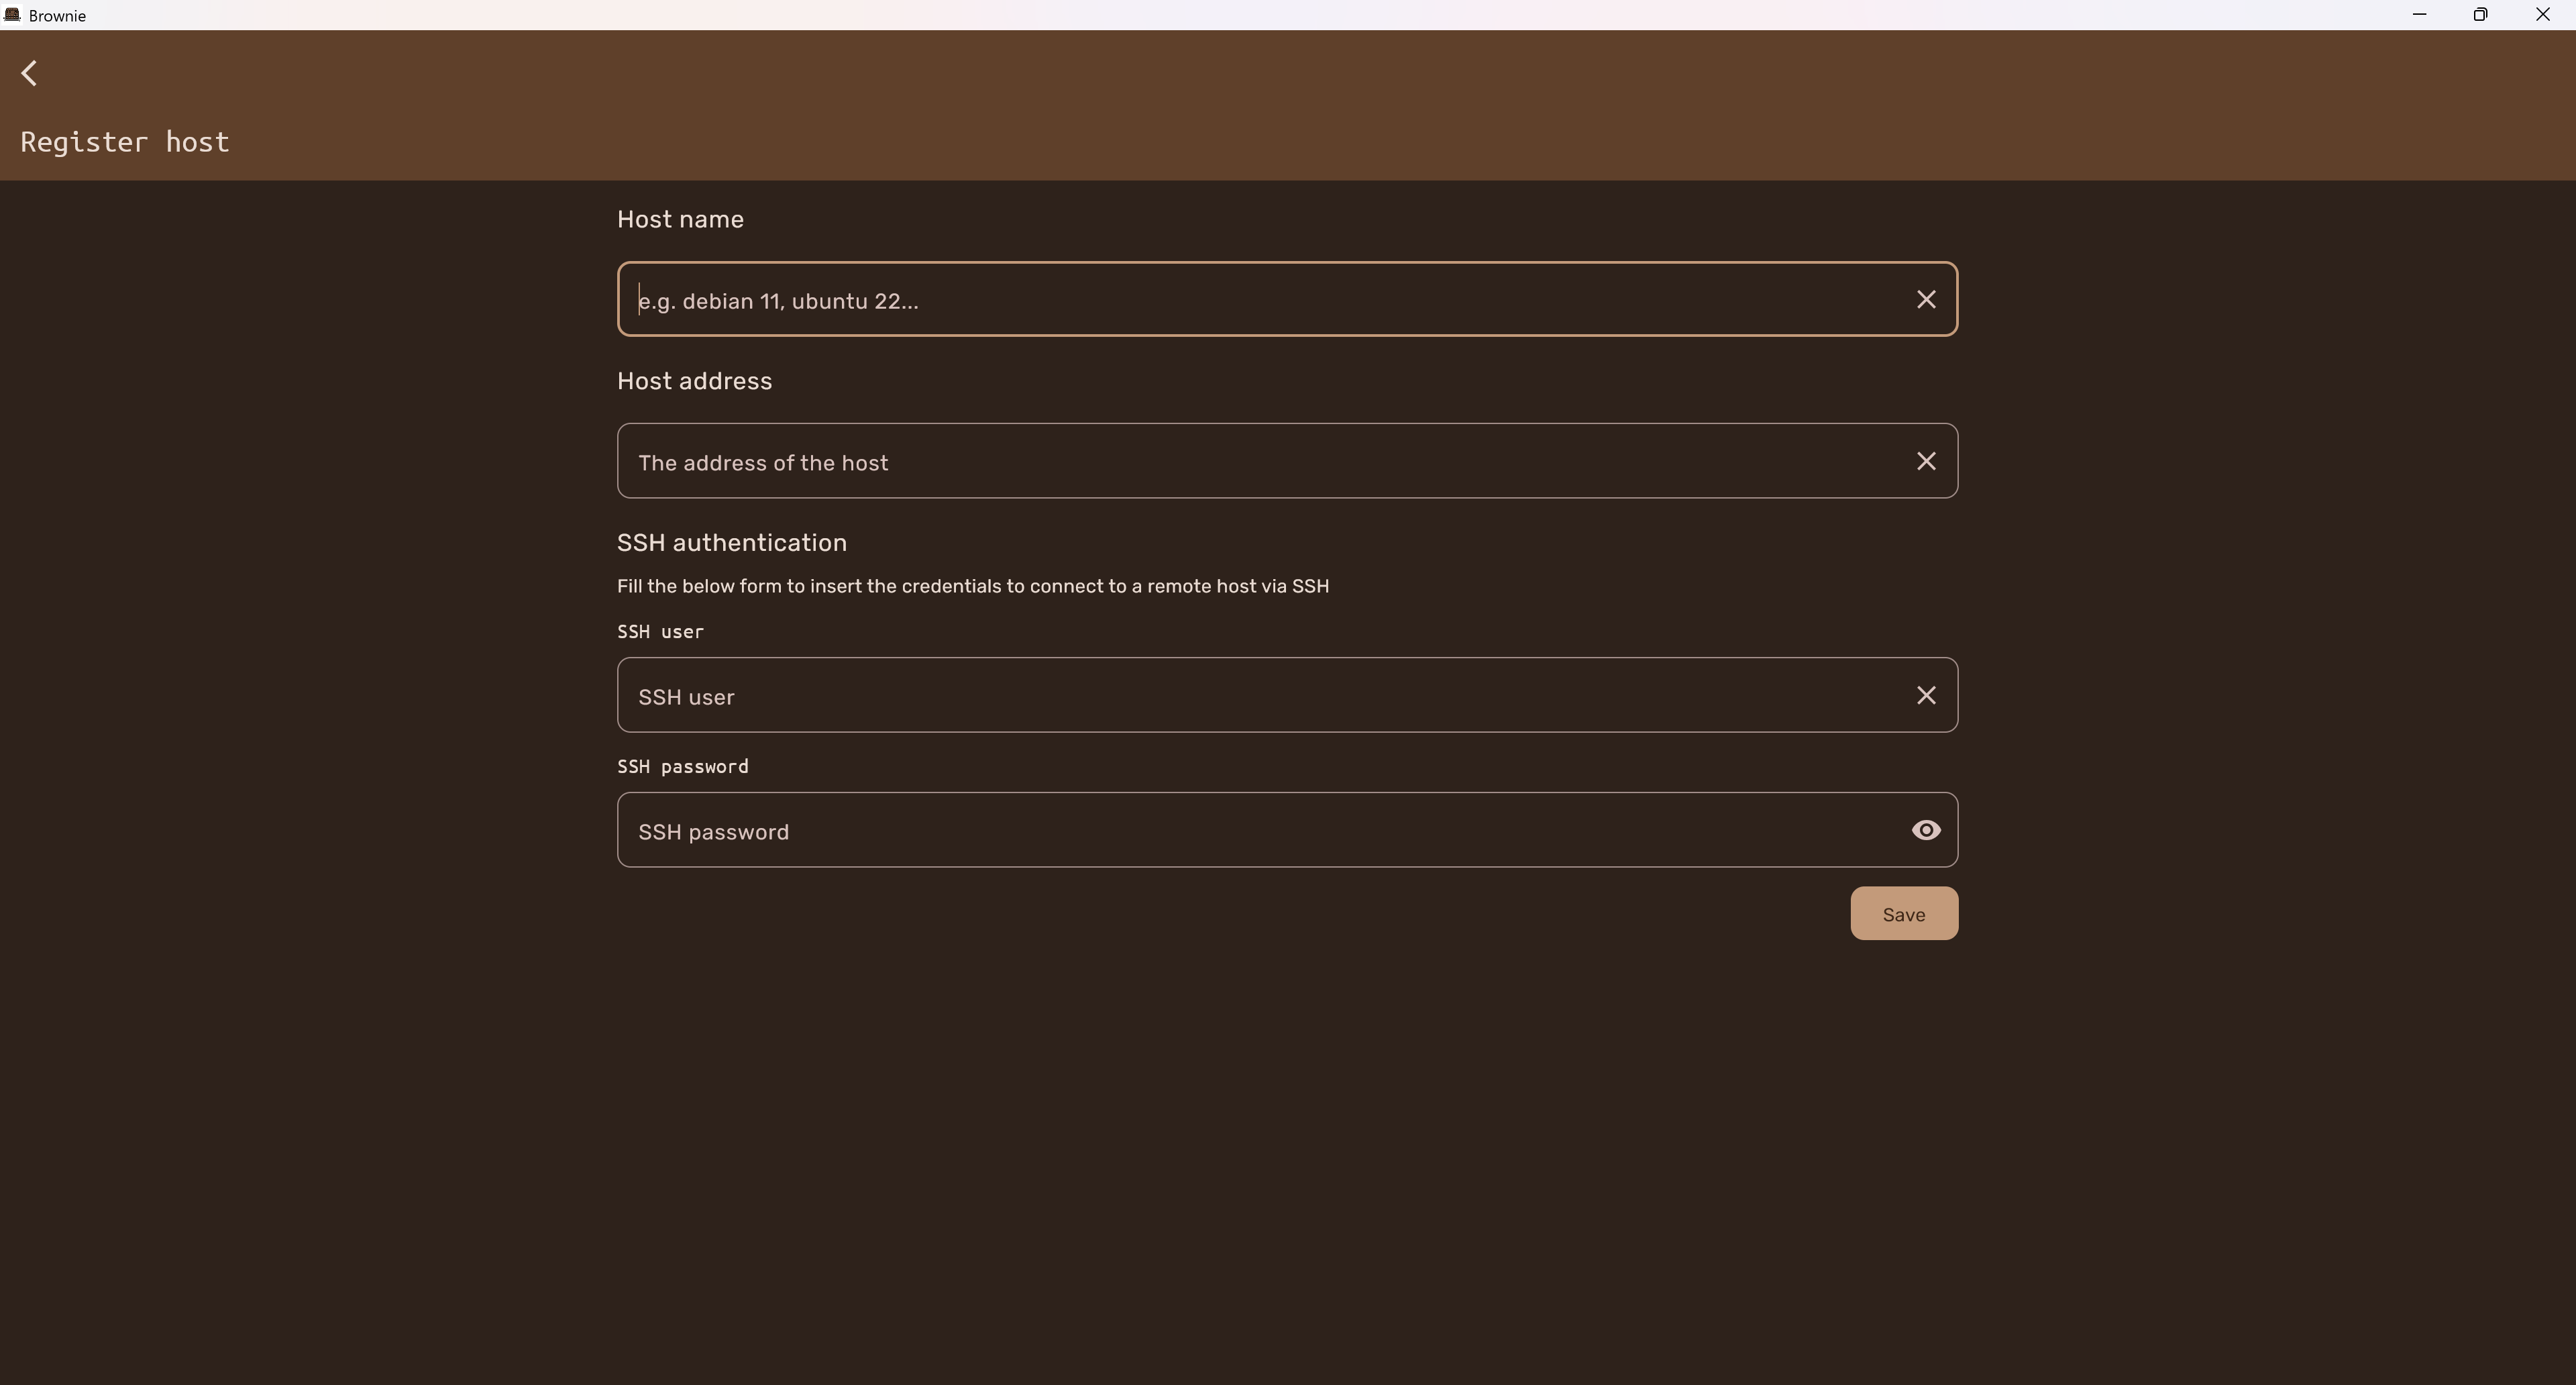 Brownie
Register host
Host name
e.g. debian 11, ubuntu 22...
Host address
The address of the host
SSH authentication
Fill the below form to insert the credentials to connect to a remote host via SSH
SSH user
SSH user
SSH password
SSH password
Save